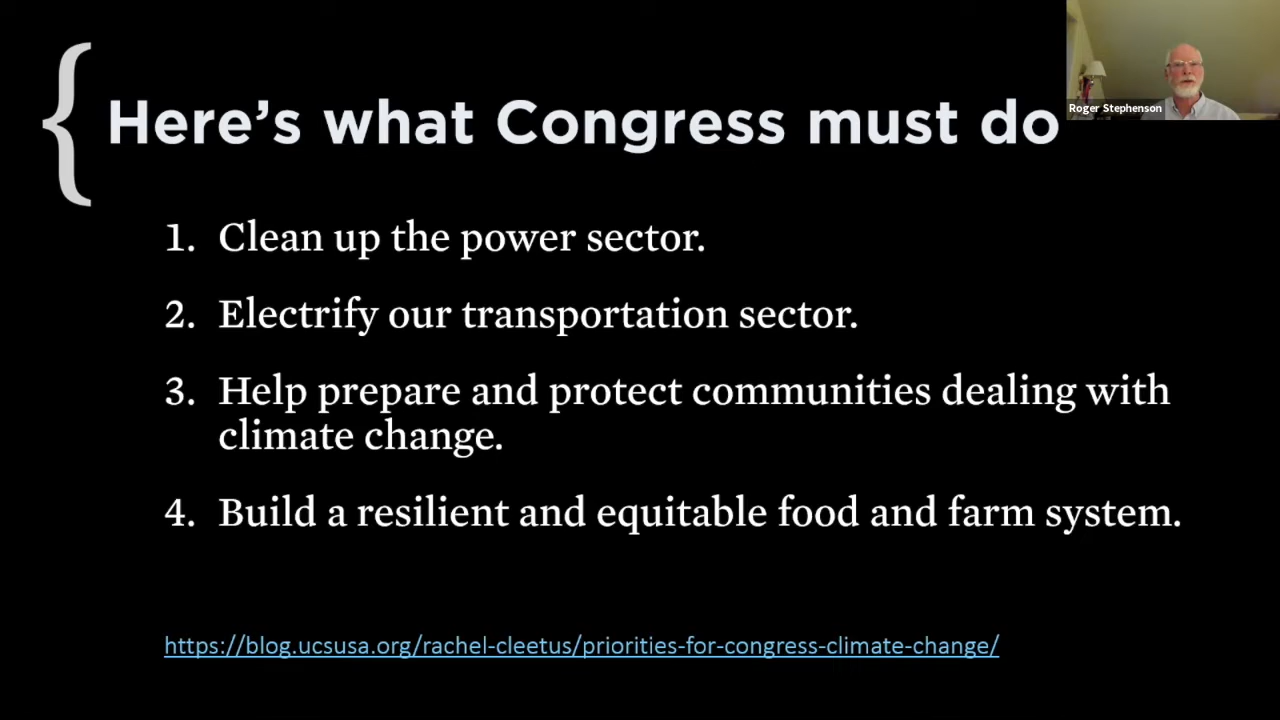 { Here's what Congress must do
Roger Stephenson
1. Clean up the power sector.
2. Electrify our transportation sector.
3. Help prepare and protect communities dealing with
climate change.
4. Build a resilient and equitable food and farm system.
https://blog.ucsusa.org/rachel-cleetus/priorities-for-congress-climate-change/